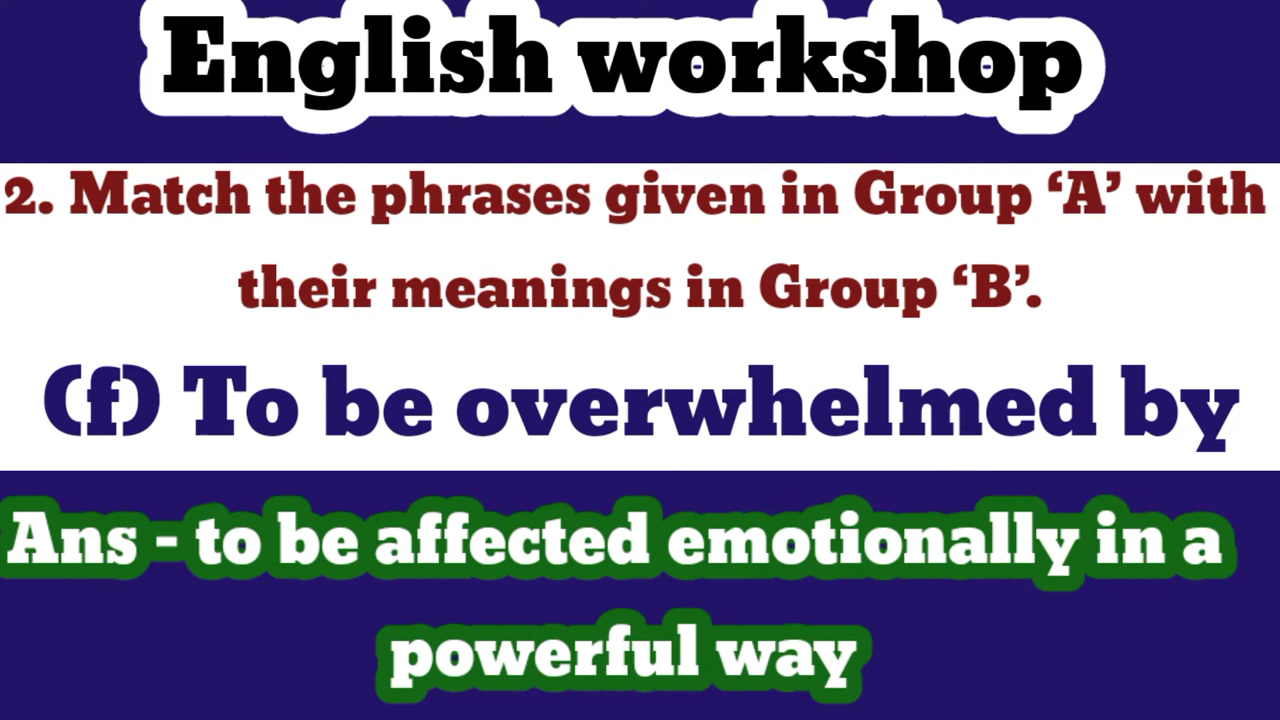 English workshop
2. Match the phrases given in Group ‘A’ with
their meanings in Group ‘B’.
(f) To be overwhelmed by
Ans - to be affected emotionally in a
powerful way